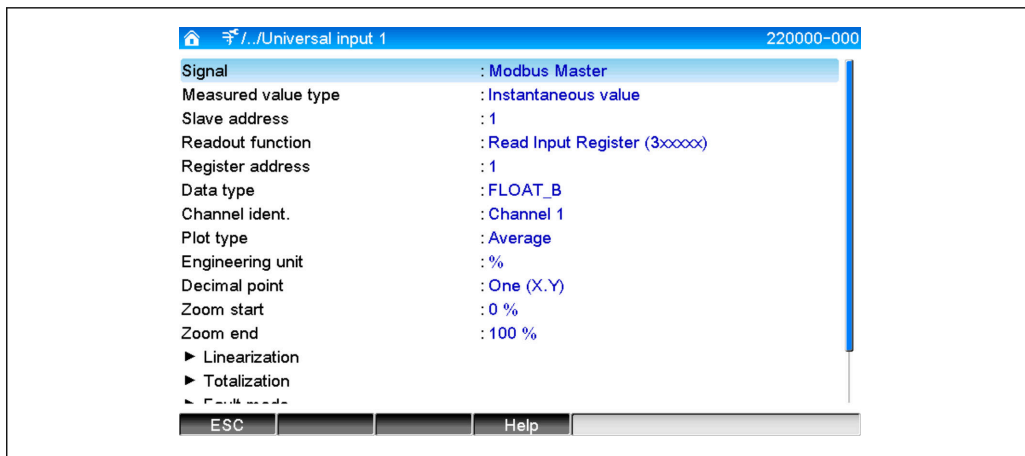 /../Universal input 1 220000-000
Signal : Modbus Master
Measured value type : Instantaneous value
Slave address : 1
Readout function : Read Input Register (3xxxxx)
Register address : 1
Data type : FLOAT_B
Channel ident. : Channel 1
Plot type : Average
Engineering unit : %
Decimal point : One (X.Y)
Zoom start : 0 %
Zoom end : 100 %
► Linearization
► Totalization
► Fault mode
ESC Help